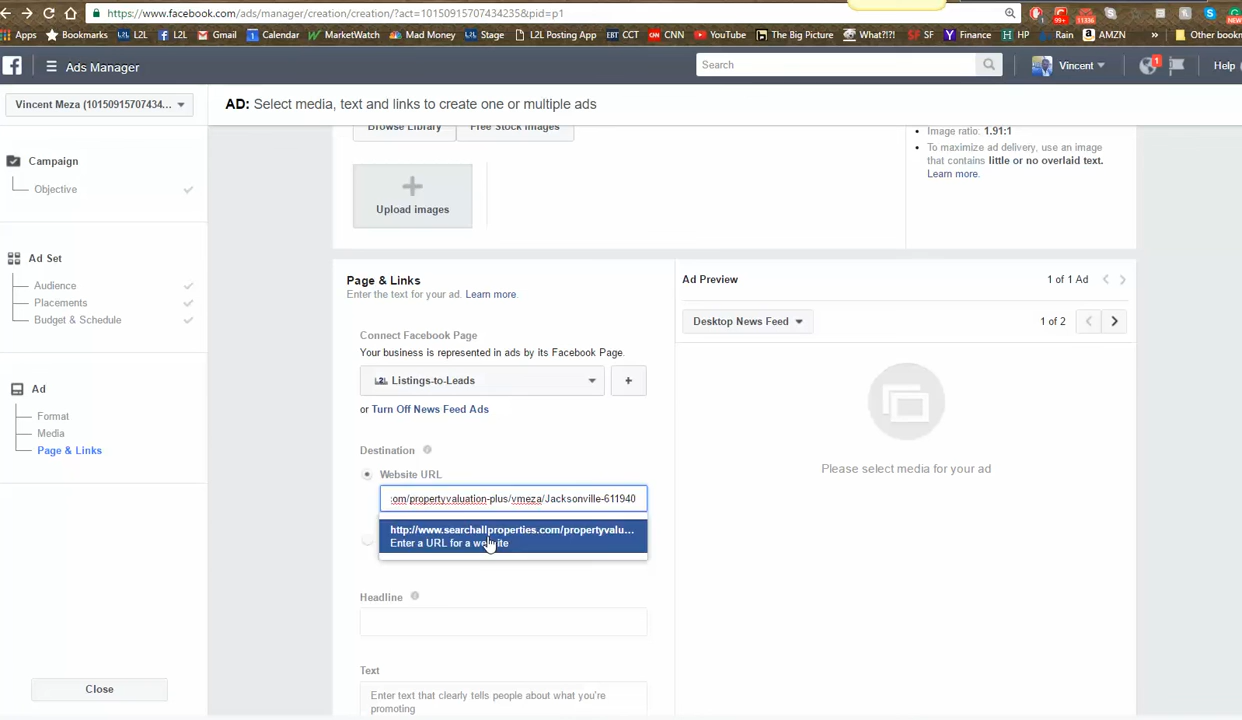 https://www.facebook.com/ads/manager/creation/creation/?act=10150915707434235&pid=p1
Apps Bookmarks L2L L2L Gmail Calendar MarketWatch Mad Money Stage L2L Posting App CCT CNN YouTube The Big Picture What?!?! SF Finance HP Rain AMZN » Other book
99+ 11336 NEW
Ads Manager
Search
Vincent
1
Help
Vincent Meza (10150915707434...
AD: Select media, text and links to create one or multiple ads
Campaign
Objective
Ad Set
Audience
Placements
Budget & Schedule
Ad
Format
Media
Page & Links
Close
Browse Library
Free Stock Images
Upload images
Image ratio: 1.91:1
To maximize ad delivery, use an image
that contains little or no overlaid text.
Learn more.
Page & Links
Enter the text for your ad. Learn more.
Connect Facebook Page
Your business is represented in ads by its Facebook Page.
L2L Listings-to-Leads
+
or Turn Off News Feed Ads
Destination
Website URL
:om/propertyvaluation-plus/vmeza/Jacksonville-611940
http://www.searchallproperties.com/propertyvalu...
Enter a URL for a website
Headline
Text
Enter text that clearly tells people about what you're
promoting
Ad Preview
1 of 1 Ad
Desktop News Feed
1 of 2
Please select media for your ad